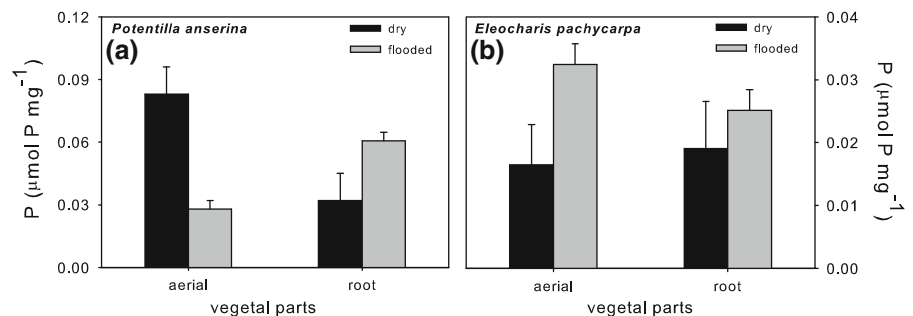 Potentilla anserina
(a)
dry
flooded
P (μmol P mg⁻¹)
0.12
0.09
0.06
0.03
0.00
aerial
root
vegetal parts
Eleocharis pachycarpa
(b)
dry
flooded
0.04
0.03
0.02
0.01
0.00
P (μmol P mg⁻¹)
aerial
root
vegetal parts